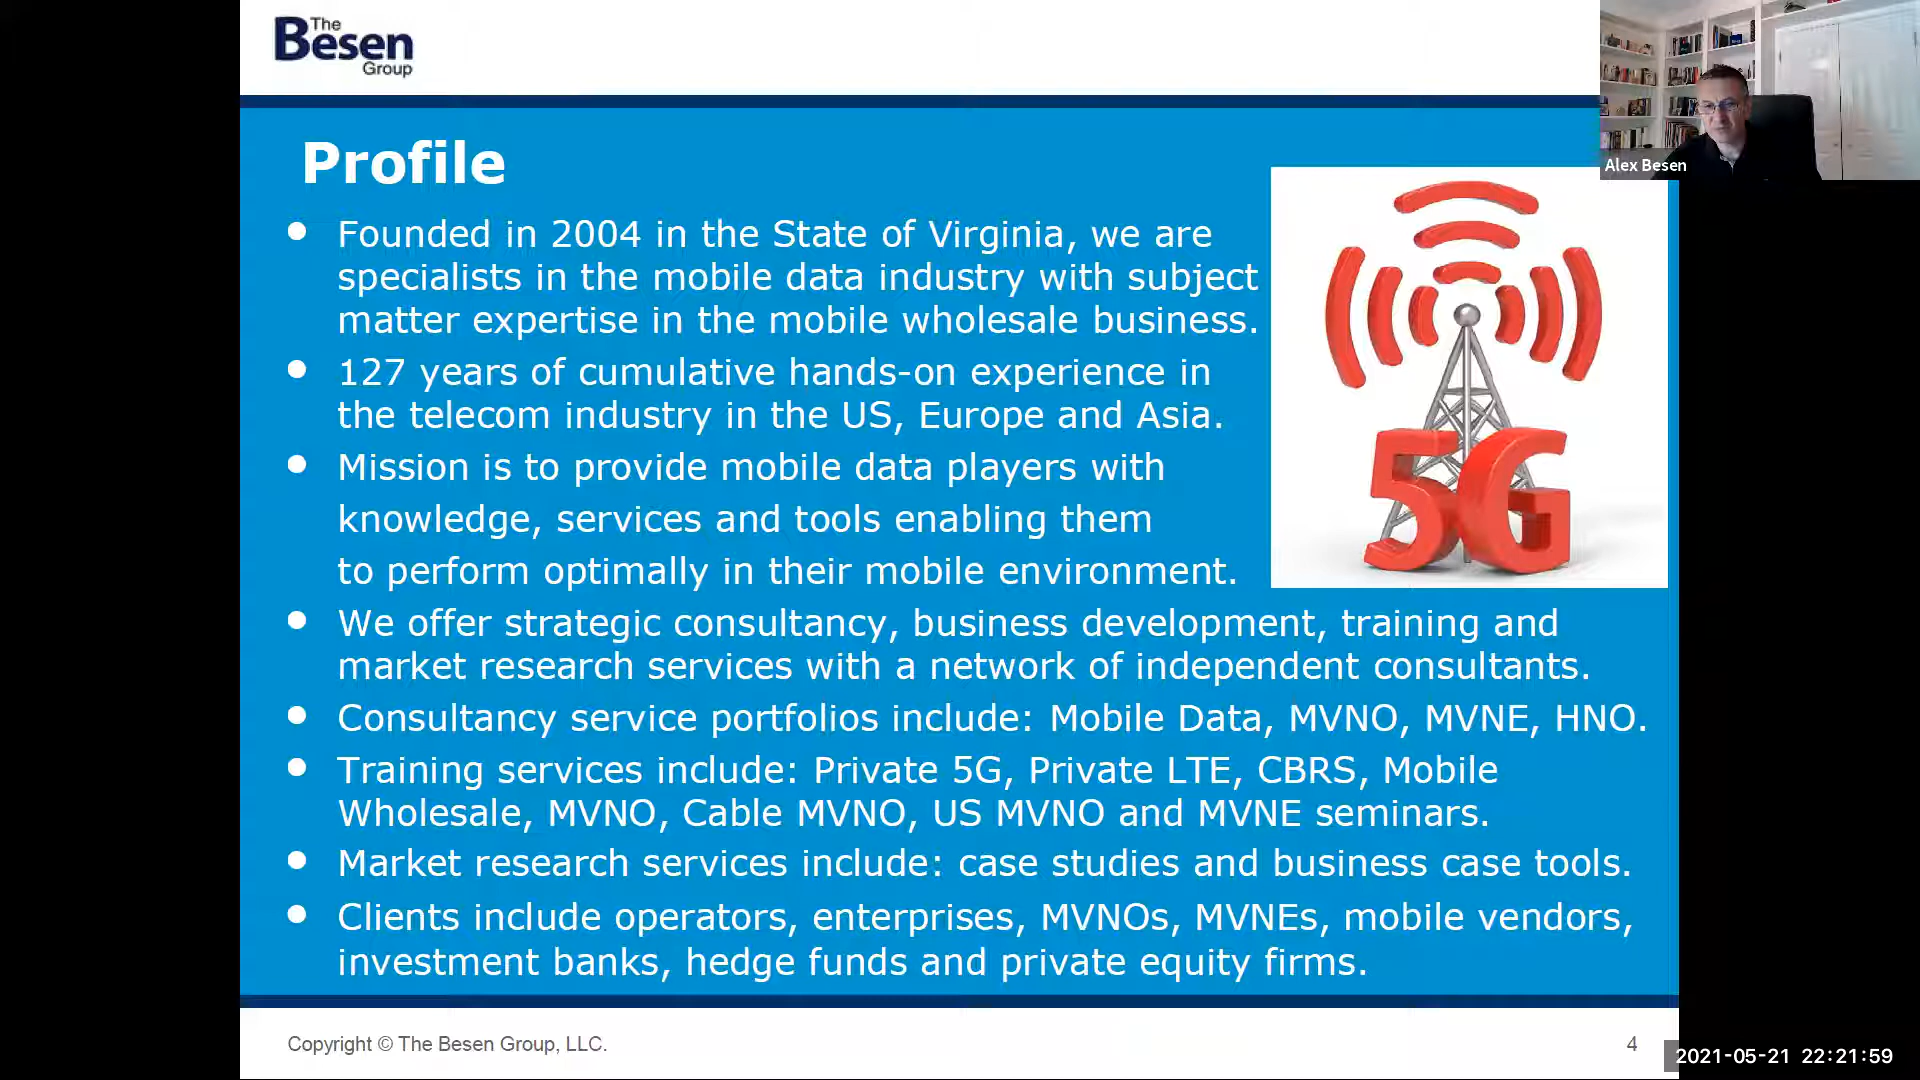 The
Besen
Group
Alex Besen
Profile
Founded in 2004 in the State of Virginia, we are
specialists in the mobile data industry with subject
matter expertise in the mobile wholesale business.
127 years of cumulative hands-on experience in
the telecom industry in the US, Europe and Asia.
Mission is to provide mobile data players with
knowledge, services and tools enabling them
to perform optimally in their mobile environment.
5G
We offer strategic consultancy, business development, training and
market research services with a network of independent consultants.
Consultancy service portfolios include: Mobile Data, MVNO, MVNE, HNO.
Training services include: Private 5G, Private LTE, CBRS, Mobile
Wholesale, MVNO, Cable MVNO, US MVNO and MVNE seminars.
Market research services include: case studies and business case tools.
Clients include operators, enterprises, MVNOs, MVNEs, mobile vendors,
investment banks, hedge funds and private equity firms.
Copyright © The Besen Group, LLC.
4
2021-05-21 22:21:59